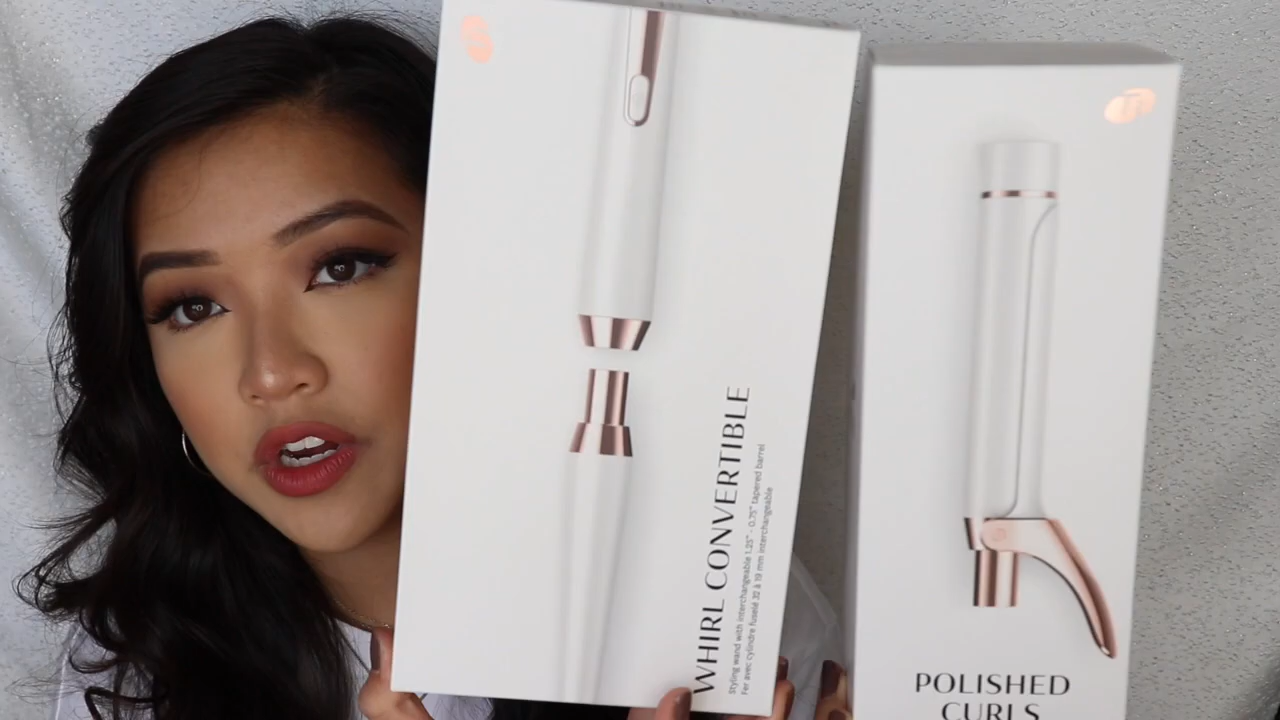 WHIRL CONVERTIBLE
Styling wand with interchangeable 1.25" - 0.75" tapered barrel
Fer avec cylindre fuselé 32 à 19 mm interchangeable
POLISHED
CURLS